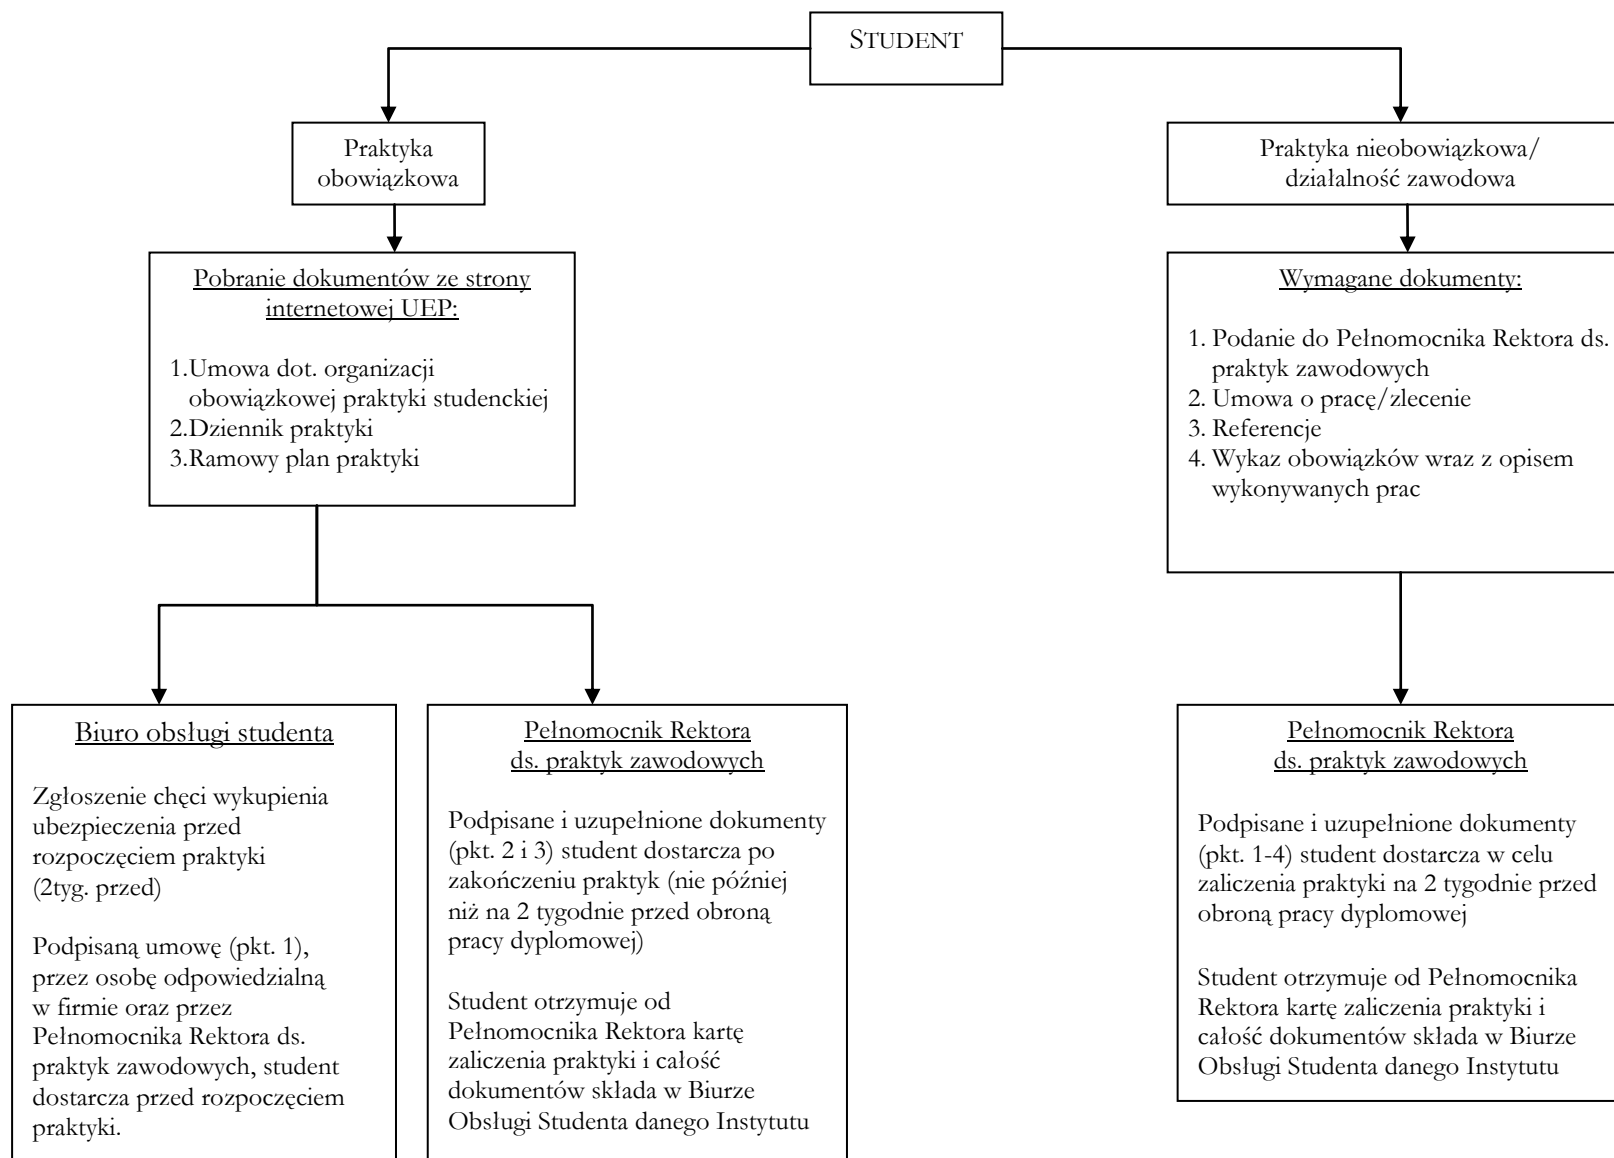 STUDENT
Praktyka
obowiązkowa
Praktyka nieobowiązkowa/
działalność zawodowa
Pobranie dokumentów ze strony
internetowej UEP:
1.Umowa dot. organizacji
obowiązkowej praktyki studenckiej
2.Dziennik praktyki
3.Ramowy plan praktyki
Wymagane dokumenty:
1. Podanie do Pełnomocnika Rektora ds.
praktyk zawodowych
2. Umowa o pracę/zlecenie
3. Referencje
4. Wykaz obowiązków wraz z opisem
wykonywanych prac
Biuro obsługi studenta
Zgłoszenie chęci wykupienia
ubezpieczenia przed
rozpoczęciem praktyki
(2tyg. przed)
Podpisaną umowę (pkt. 1),
przez osobę odpowiedzialną
w firmie oraz przez
Pełnomocnika Rektora ds.
praktyk zawodowych, student
dostarcza przed rozpoczęciem
praktyki.
Pełnomocnik Rektora
ds. praktyk zawodowych
Podpisane i uzupełnione dokumenty
(pkt. 2 i 3) student dostarcza po
zakończeniu praktyk (nie później
niż na 2 tygodnie przed obroną
pracy dyplomowej)
Student otrzymuje od
Pełnomocnika Rektora kartę
zaliczenia praktyki i całość
dokumentów składa w Biurze
Obsługi Studenta danego Instytutu
Pełnomocnik Rektora
ds. praktyk zawodowych
Podpisane i uzupełnione dokumenty
(pkt. 1-4) student dostarcza w celu
zaliczenia praktyki na 2 tygodnie przed
obroną pracy dyplomowej
Student otrzymuje od Pełnomocnika
Rektora kartę zaliczenia praktyki i
całość dokumentów składa w Biurze
Obsługi Studenta danego Instytutu